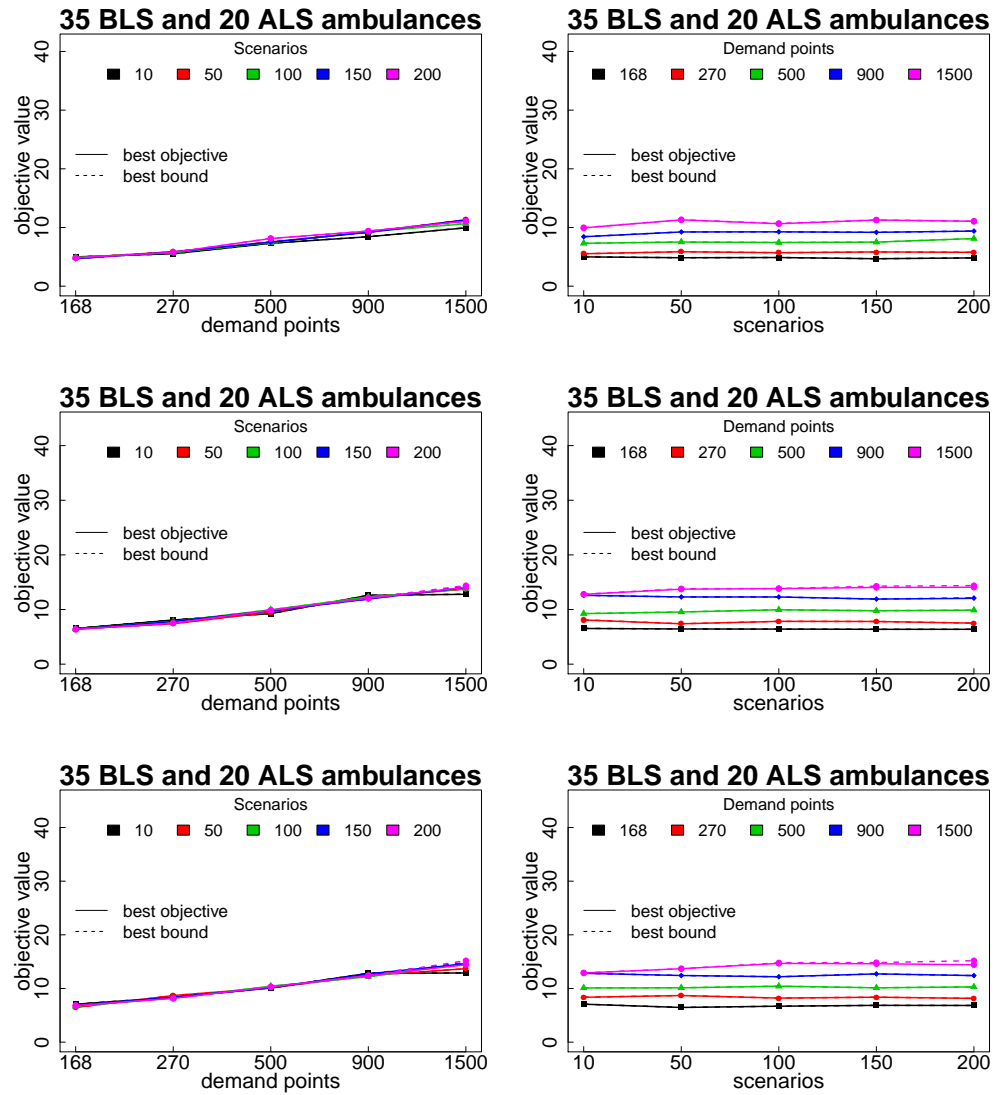 35 BLS and 20 ALS ambulances
Scenarios
10 50 100 150 200
best objective
best bound
objective value
0 10 20 30 40
168 270 500 900 1500
demand points
35 BLS and 20 ALS ambulances
Demand points
168 270 500 900 1500
best objective
best bound
objective value
0 10 20 30 40
10 50 100 150 200
scenarios
35 BLS and 20 ALS ambulances
Scenarios
10 50 100 150 200
best objective
best bound
objective value
0 10 20 30 40
168 270 500 900 1500
demand points
35 BLS and 20 ALS ambulances
Demand points
168 270 500 900 1500
best objective
best bound
objective value
0 10 20 30 40
10 50 100 150 200
scenarios
35 BLS and 20 ALS ambulances
Scenarios
10 50 100 150 200
best objective
best bound
objective value
0 10 20 30 40
168 270 500 900 1500
demand points
35 BLS and 20 ALS ambulances
Demand points
168 270 500 900 1500
best objective
best bound
objective value
0 10 20 30 40
10 50 100 150 200
scenarios